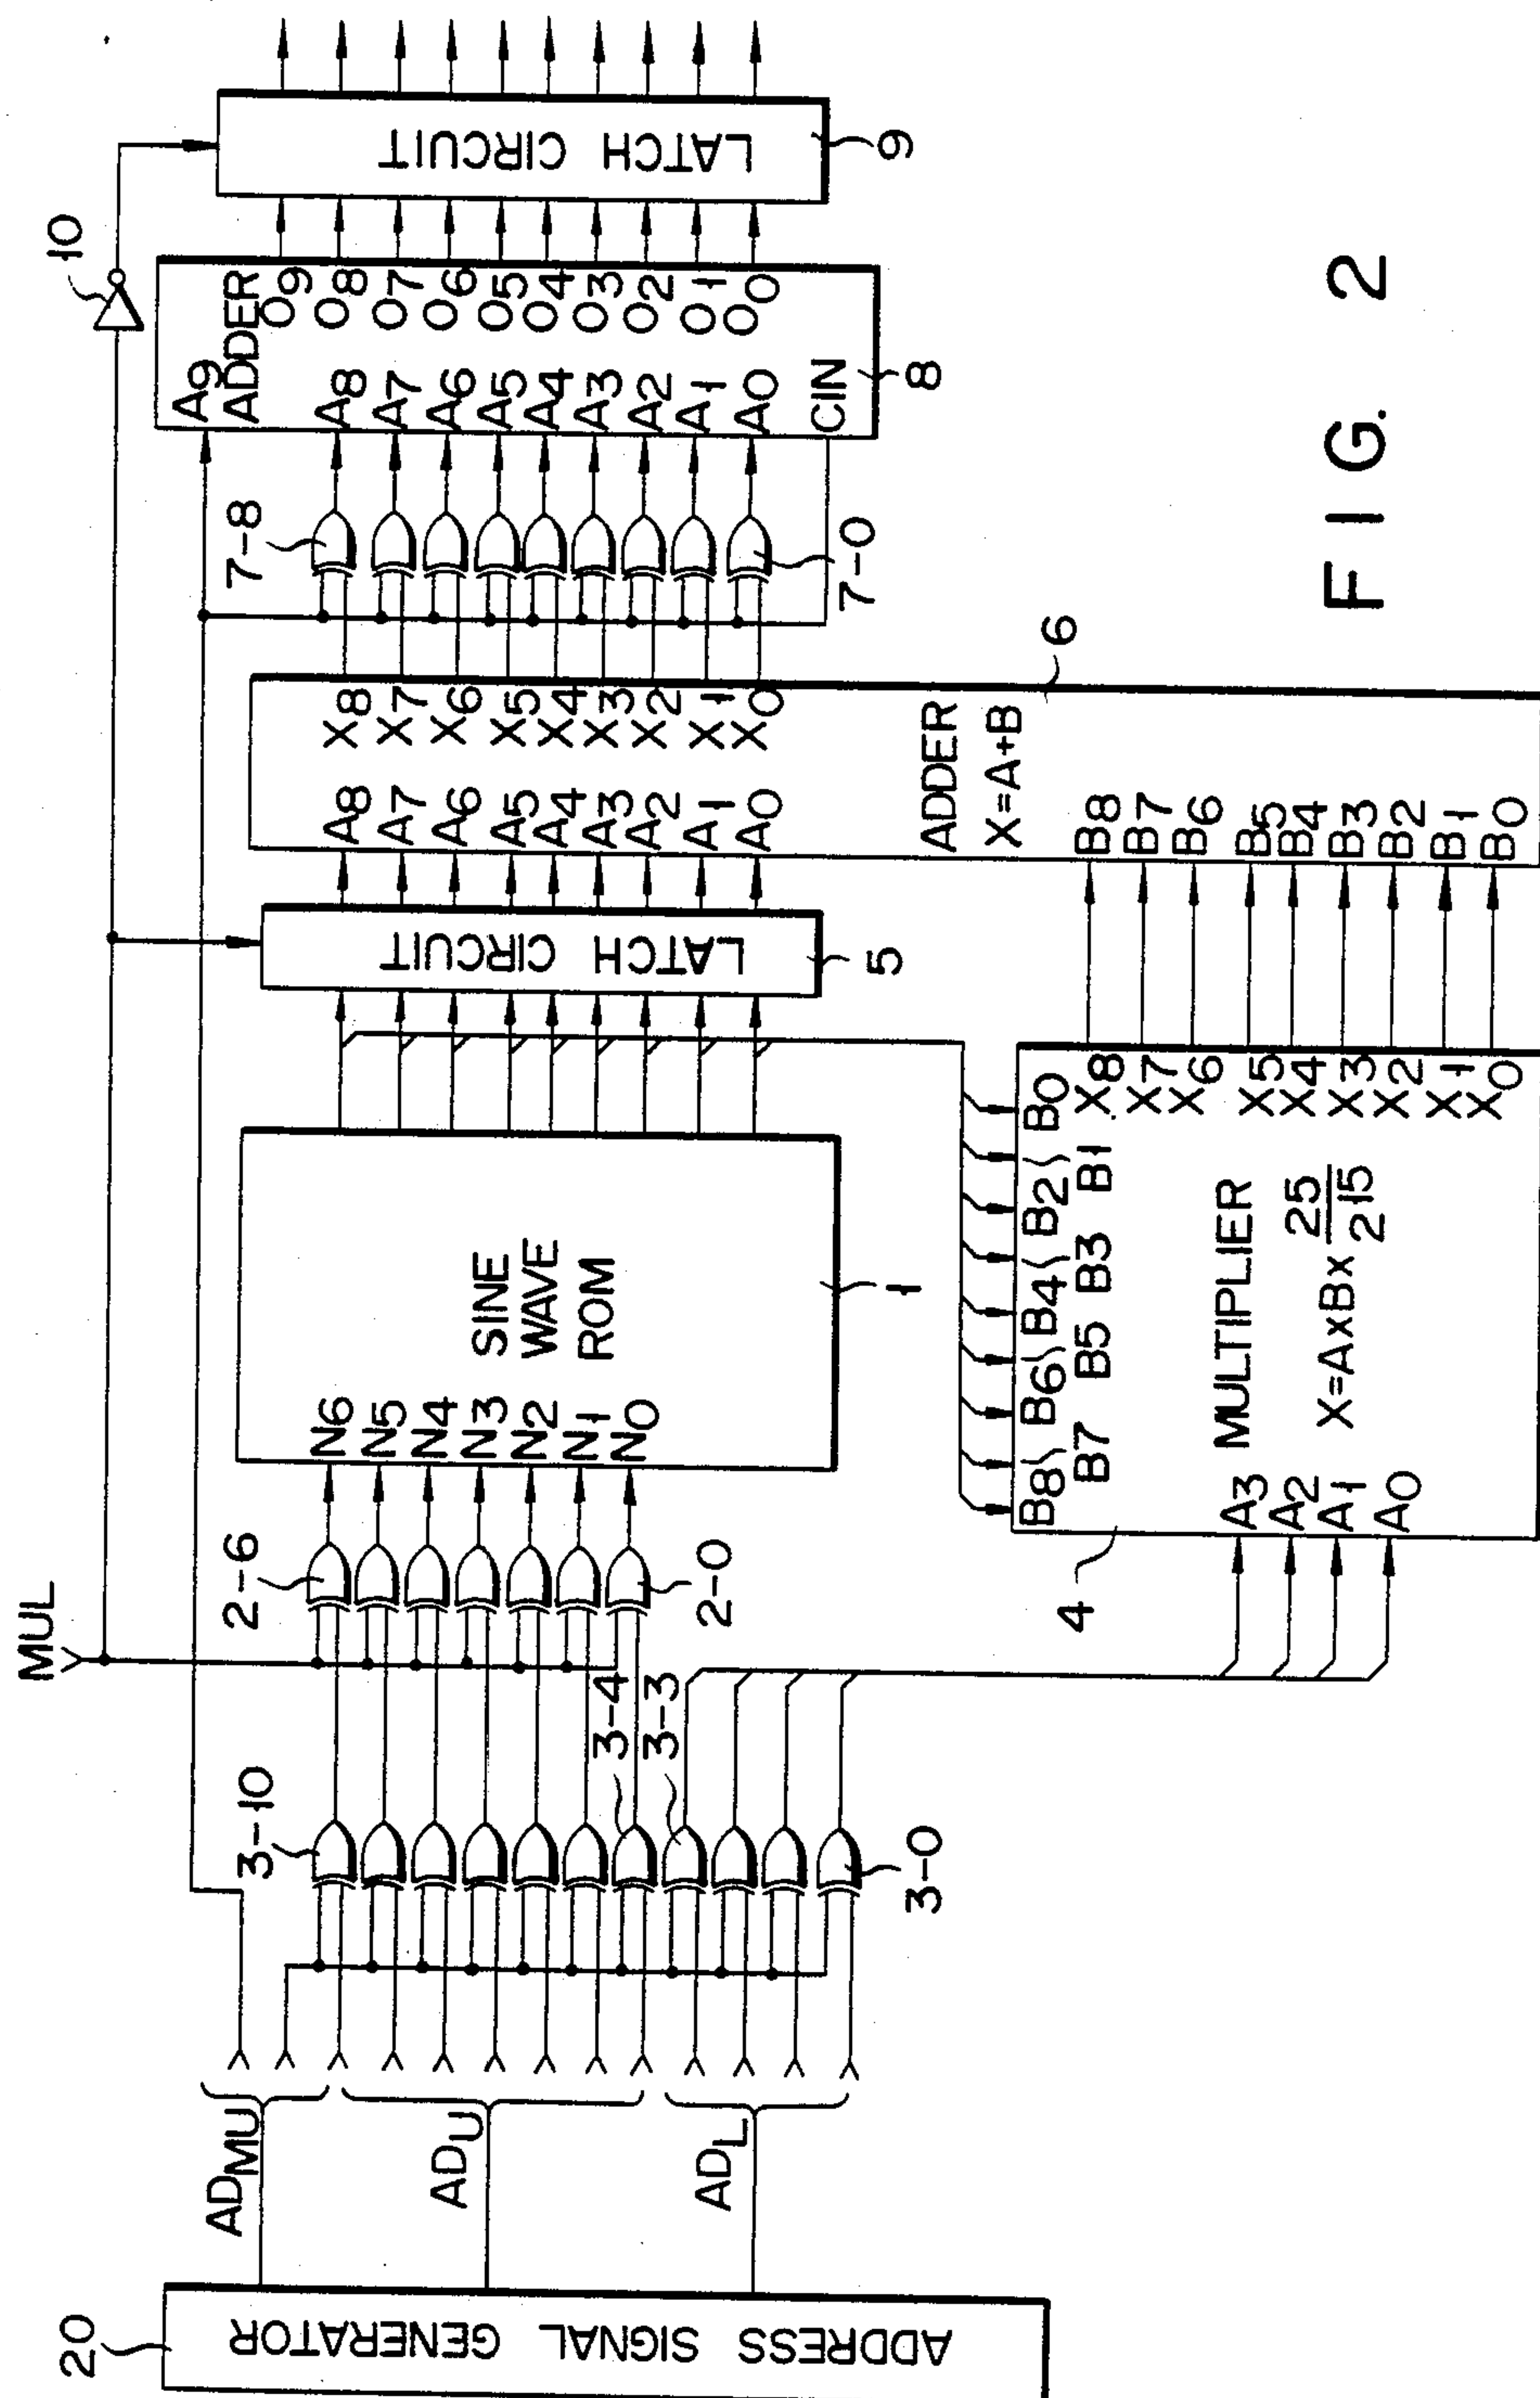 FIG. 2
20
ADDRESS SIGNAL GENERATOR
AD_MU
AD_U
AD_L
3-10
3-4
3-3
3-0
MUL
2-6
2-0
N6
N5
N4
N3
N2
N1
N0
SINE
WAVE
ROM
1
4
A3
A2
A1
A0
B8
B7
B6
B5
B4
B3
B2
B1
B0
MULTIPLIER
X=AxBx 25/2^15
X8
X7
X6
X5
X4
X3
X2
X1
X0
LATCH CIRCUIT
5
A8
A7
A6
A5
A4
A3
A2
A1
A0
X8
X7
X6
X5
X4
X3
X2
X1
X0
ADDER
X=A+B
B8
B7
B6
B5
B4
B3
B2
B1
B0
6
7-8
7-0
A9
ADDER
A8
A7
A6
A5
A4
A3
A2
A1
A0
CIN
O9
O8
O7
O6
O5
O4
O3
O2
O1
O0
8
10
LATCH CIRCUIT
9